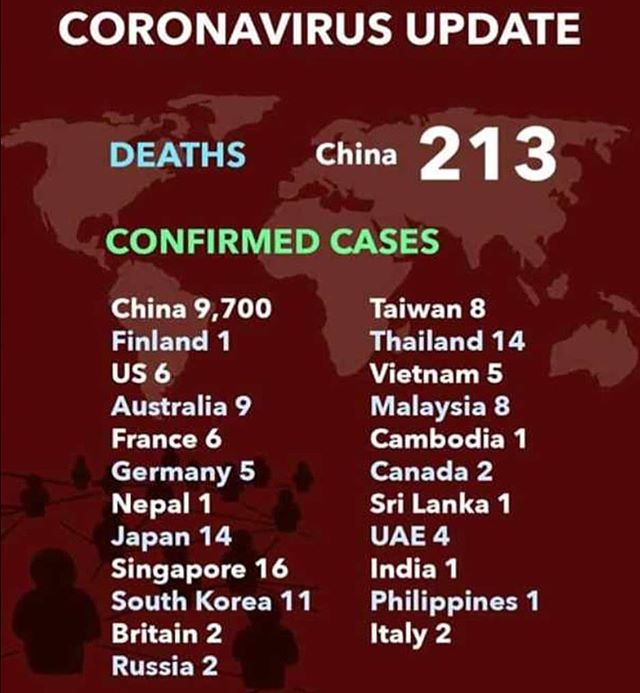 CORONAVIRUS UPDATE
DEATHS China 213
CONFIRMED CASES
China 9,700
Finland 1
US 6
Australia 9
France 6
Germany 5
Nepal 1
Japan 14
Singapore 16
South Korea 11
Britain 2
Russia 2
Taiwan 8
Thailand 14
Vietnam 5
Malaysia 8
Cambodia 1
Canada 2
Sri Lanka 1
UAE 4
India 1
Philippines 1
Italy 2